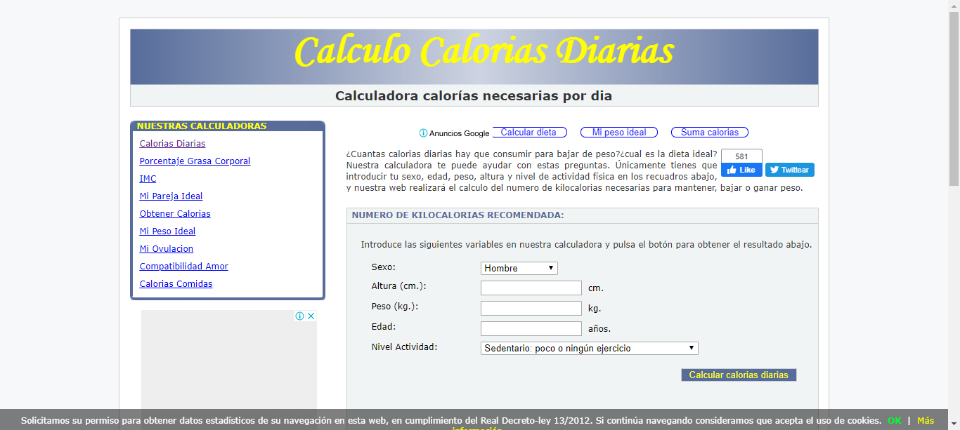 Calculo Calorias Diarias
Calculadora calorías necesarias por dia
NUESTRAS CALCULADORAS
Calorias Diarias
Porcentaje Grasa Corporal
IMC
Mi Pareja Ideal
Obtener Calorias
Mi Peso Ideal
Mi Ovulacion
Compatibilidad Amor
Calorias Comidas
Anuncios Google Calcular dieta Mi peso ideal Suma calorias
¿Cuantas calorias diarias hay que consumir para bajar de peso?¿cual es la dieta ideal?
Nuestra calculadora te puede ayudar con estas preguntas. Únicamente tienes que
introducir tu sexo, edad, peso, altura y nivel de actividad física en los recuadros abajo,
y nuestra web realizará el calculo del numero de kilocalorias necesarias para mantener, bajar o ganar peso.
581
Like
Twittear
NUMERO DE KILOCALORIAS RECOMENDADA:
Introduce las siguientes variables en nuestra calculadora y pulsa el botón para obtener el resultado abajo.
Sexo: Hombre
Altura (cm.): cm.
Peso (kg.): kg.
Edad: años.
Nivel Actividad: Sedentario: poco o ningún ejercicio
Calcular calorias diarias
Solicitamos su permiso para obtener datos estadísticos de su navegación en esta web, en cumplimiento del Real Decreto-ley 13/2012. Si continúa navegando consideramos que acepta el uso de cookies. OK | Más
información